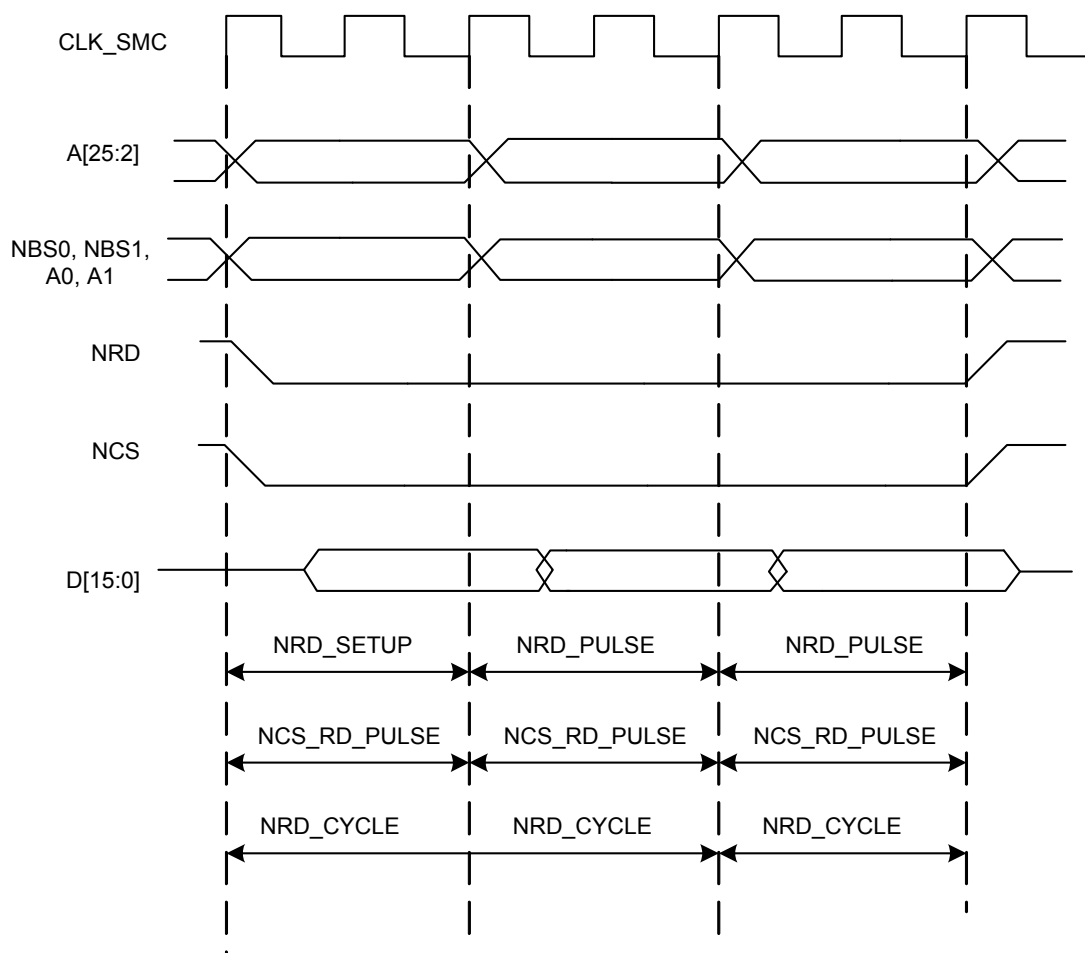 CLK_SMC
A[25:2]
NBS0, NBS1,
A0, A1
NRD
NCS
D[15:0]
NRD_SETUP NRD_PULSE NRD_PULSE
NCS_RD_PULSE NCS_RD_PULSE NCS_RD_PULSE
NRD_CYCLE NRD_CYCLE NRD_CYCLE